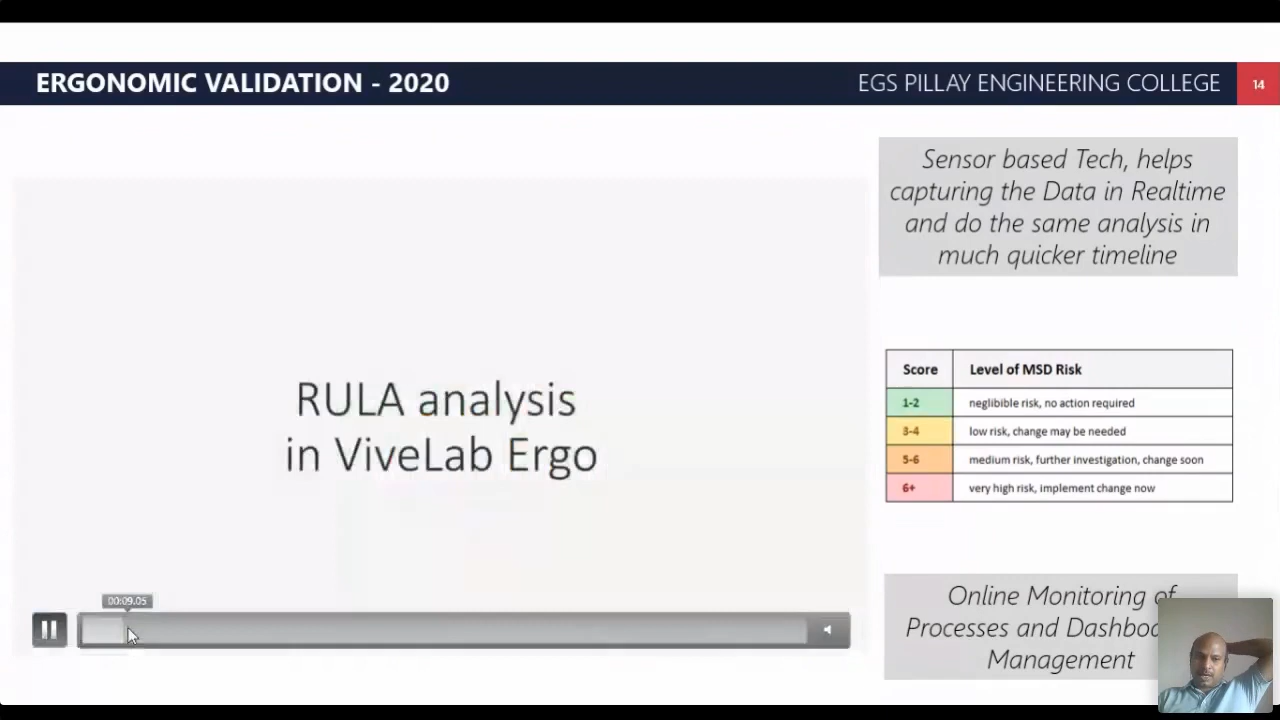 ERGONOMIC VALIDATION - 2020
EGS PILLAY ENGINEERING COLLEGE
14
Sensor based Tech, helps
capturing the Data in Realtime
and do the same analysis in
much quicker timeline
RULA analysis
in ViveLab Ergo
Score Level of MSD Risk
1-2 neglibible risk, no action required
3-4 low risk, change may be needed
5-6 medium risk, further investigation, change soon
6+ very high risk, implement change now
00:09.05
Online Monitoring of
Processes and
Management